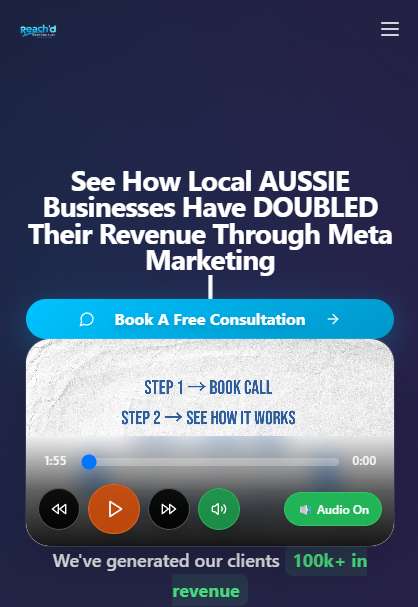 Reach'd
See How Local AUSSIE
Businesses Have DOUBLED
Their Revenue Through Meta
Marketing
|
Book A Free Consultation →
STEP 1 → BOOK CALL
STEP 2 → SEE HOW IT WORKS
1:55 0:00
Audio On
We've generated our clients 100k+ in
revenue